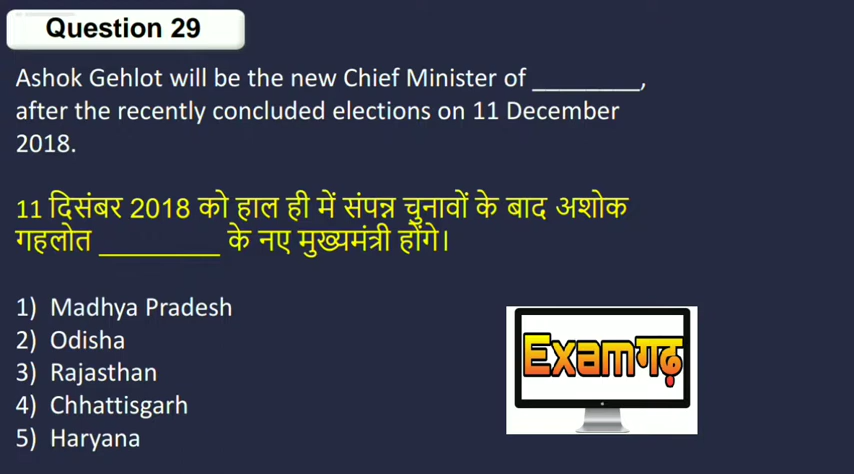 Question 29
Ashok Gehlot will be the new Chief Minister of _________,
after the recently concluded elections on 11 December
2018.
11 दिसंबर 2018 को हाल ही में संपन्न चुनावों के बाद अशोक
गहलोत _________ के नए मुख्यमंत्री होंगे।
1) Madhya Pradesh
2) Odisha
3) Rajasthan
4) Chhattisgarh
5) Haryana
Examगढ़